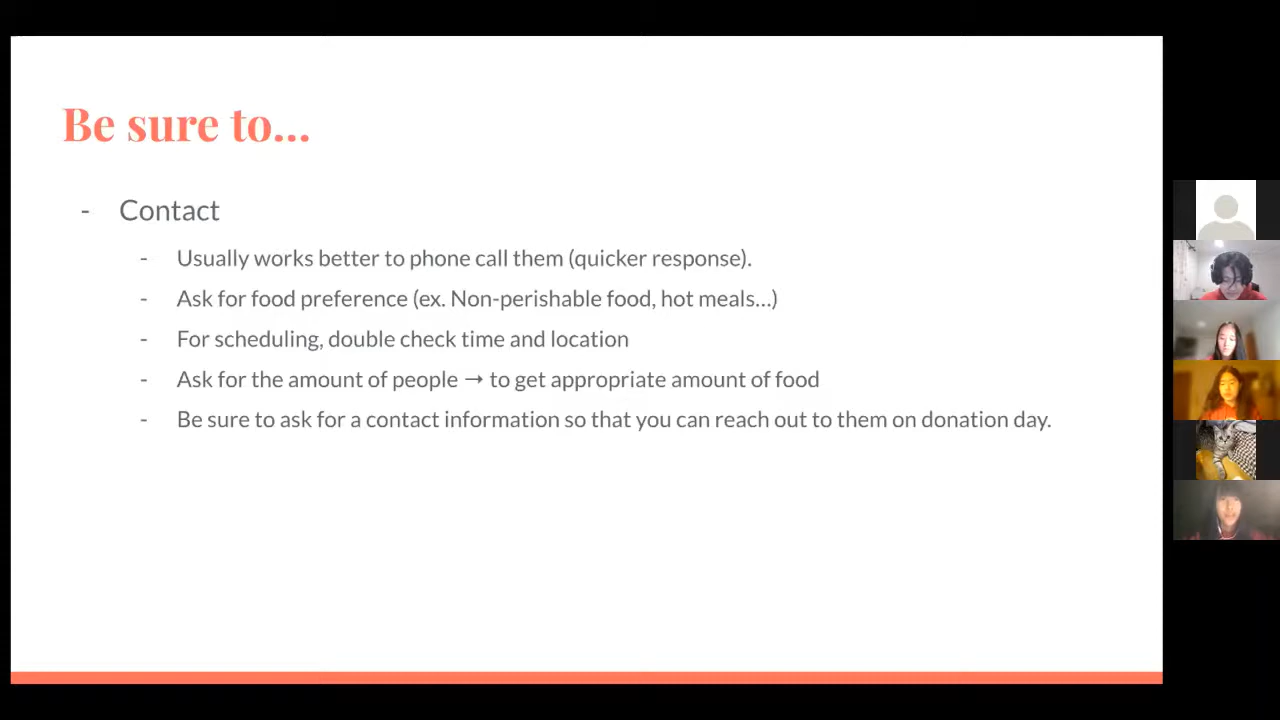 Be sure to...
- Contact
- Usually works better to phone call them (quicker response).
- Ask for food preference (ex. Non-perishable food, hot meals...)
- For scheduling, double check time and location
- Ask for the amount of people → to get appropriate amount of food
- Be sure to ask for a contact information so that you can reach out to them on donation day.